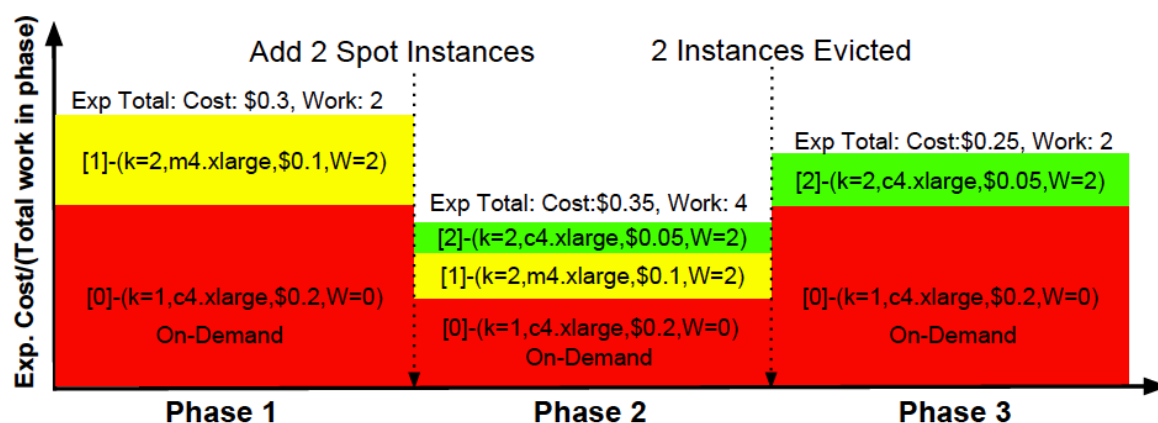 Exp. Cost/(Total work in phase)
Add 2 Spot Instances
2 Instances Evicted
Exp Total: Cost: $0.3, Work: 2
[1]-(k=2,m4.xlarge,$0.1,W=2)
[0]-(k=1,c4.xlarge,$0.2,W=0)
On-Demand
Exp Total: Cost:$0.35, Work: 4
[2]-(k=2,c4.xlarge,$0.05,W=2)
[1]-(k=2,m4.xlarge,$0.1,W=2)
[0]-(k=1,c4.xlarge,$0.2,W=0)
On-Demand
Exp Total: Cost:$0.25, Work: 2
[2]-(k=2,c4.xlarge,$0.05,W=2)
[0]-(k=1,c4.xlarge,$0.2,W=0)
On-Demand
Phase 1
Phase 2
Phase 3